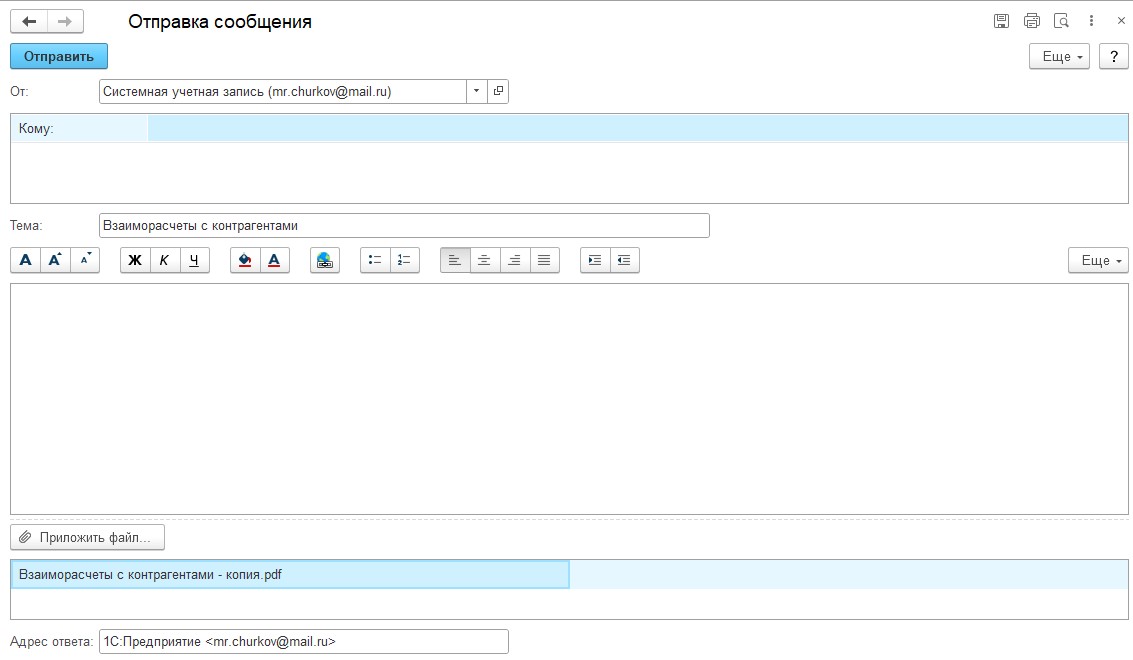 Отправка сообщения
Отправить
Еще
?
От: Системная учетная запись (mr.churkov@mail.ru)
Кому:
Тема: Взаиморасчеты с контрагентами
А А А Ж К Ч А Еще
Приложить файл...
Взаиморасчеты с контрагентами - копия.pdf
Адрес ответа: 1С:Предприятие <mr.churkov@mail.ru>